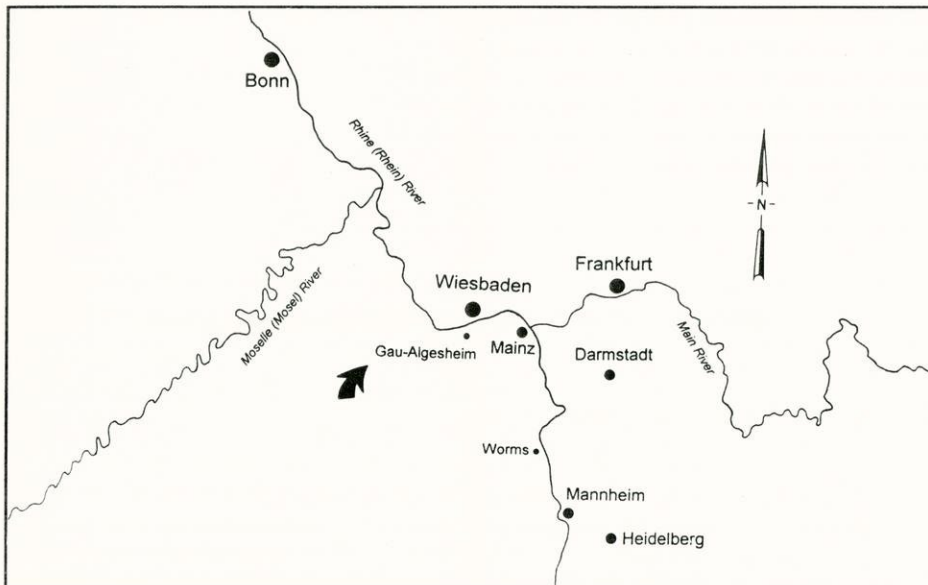 Bonn
Rhine (Rhein) River
-N-
Moselle (Mosel) River
Wiesbaden
Frankfurt
Gau-Algesheim
Mainz
Darmstadt
Main River
Worms
Mannheim
Heidelberg